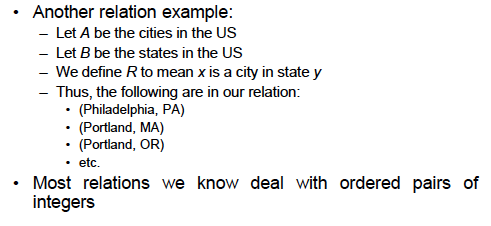 • Another relation example:
– Let A be the cities in the US
– Let B be the states in the US
– We define R to mean x is a city in state y
– Thus, the following are in our relation:
• (Philadelphia, PA)
• (Portland, MA)
• (Portland, OR)
• etc.
• Most relations we know deal with ordered pairs of
integers